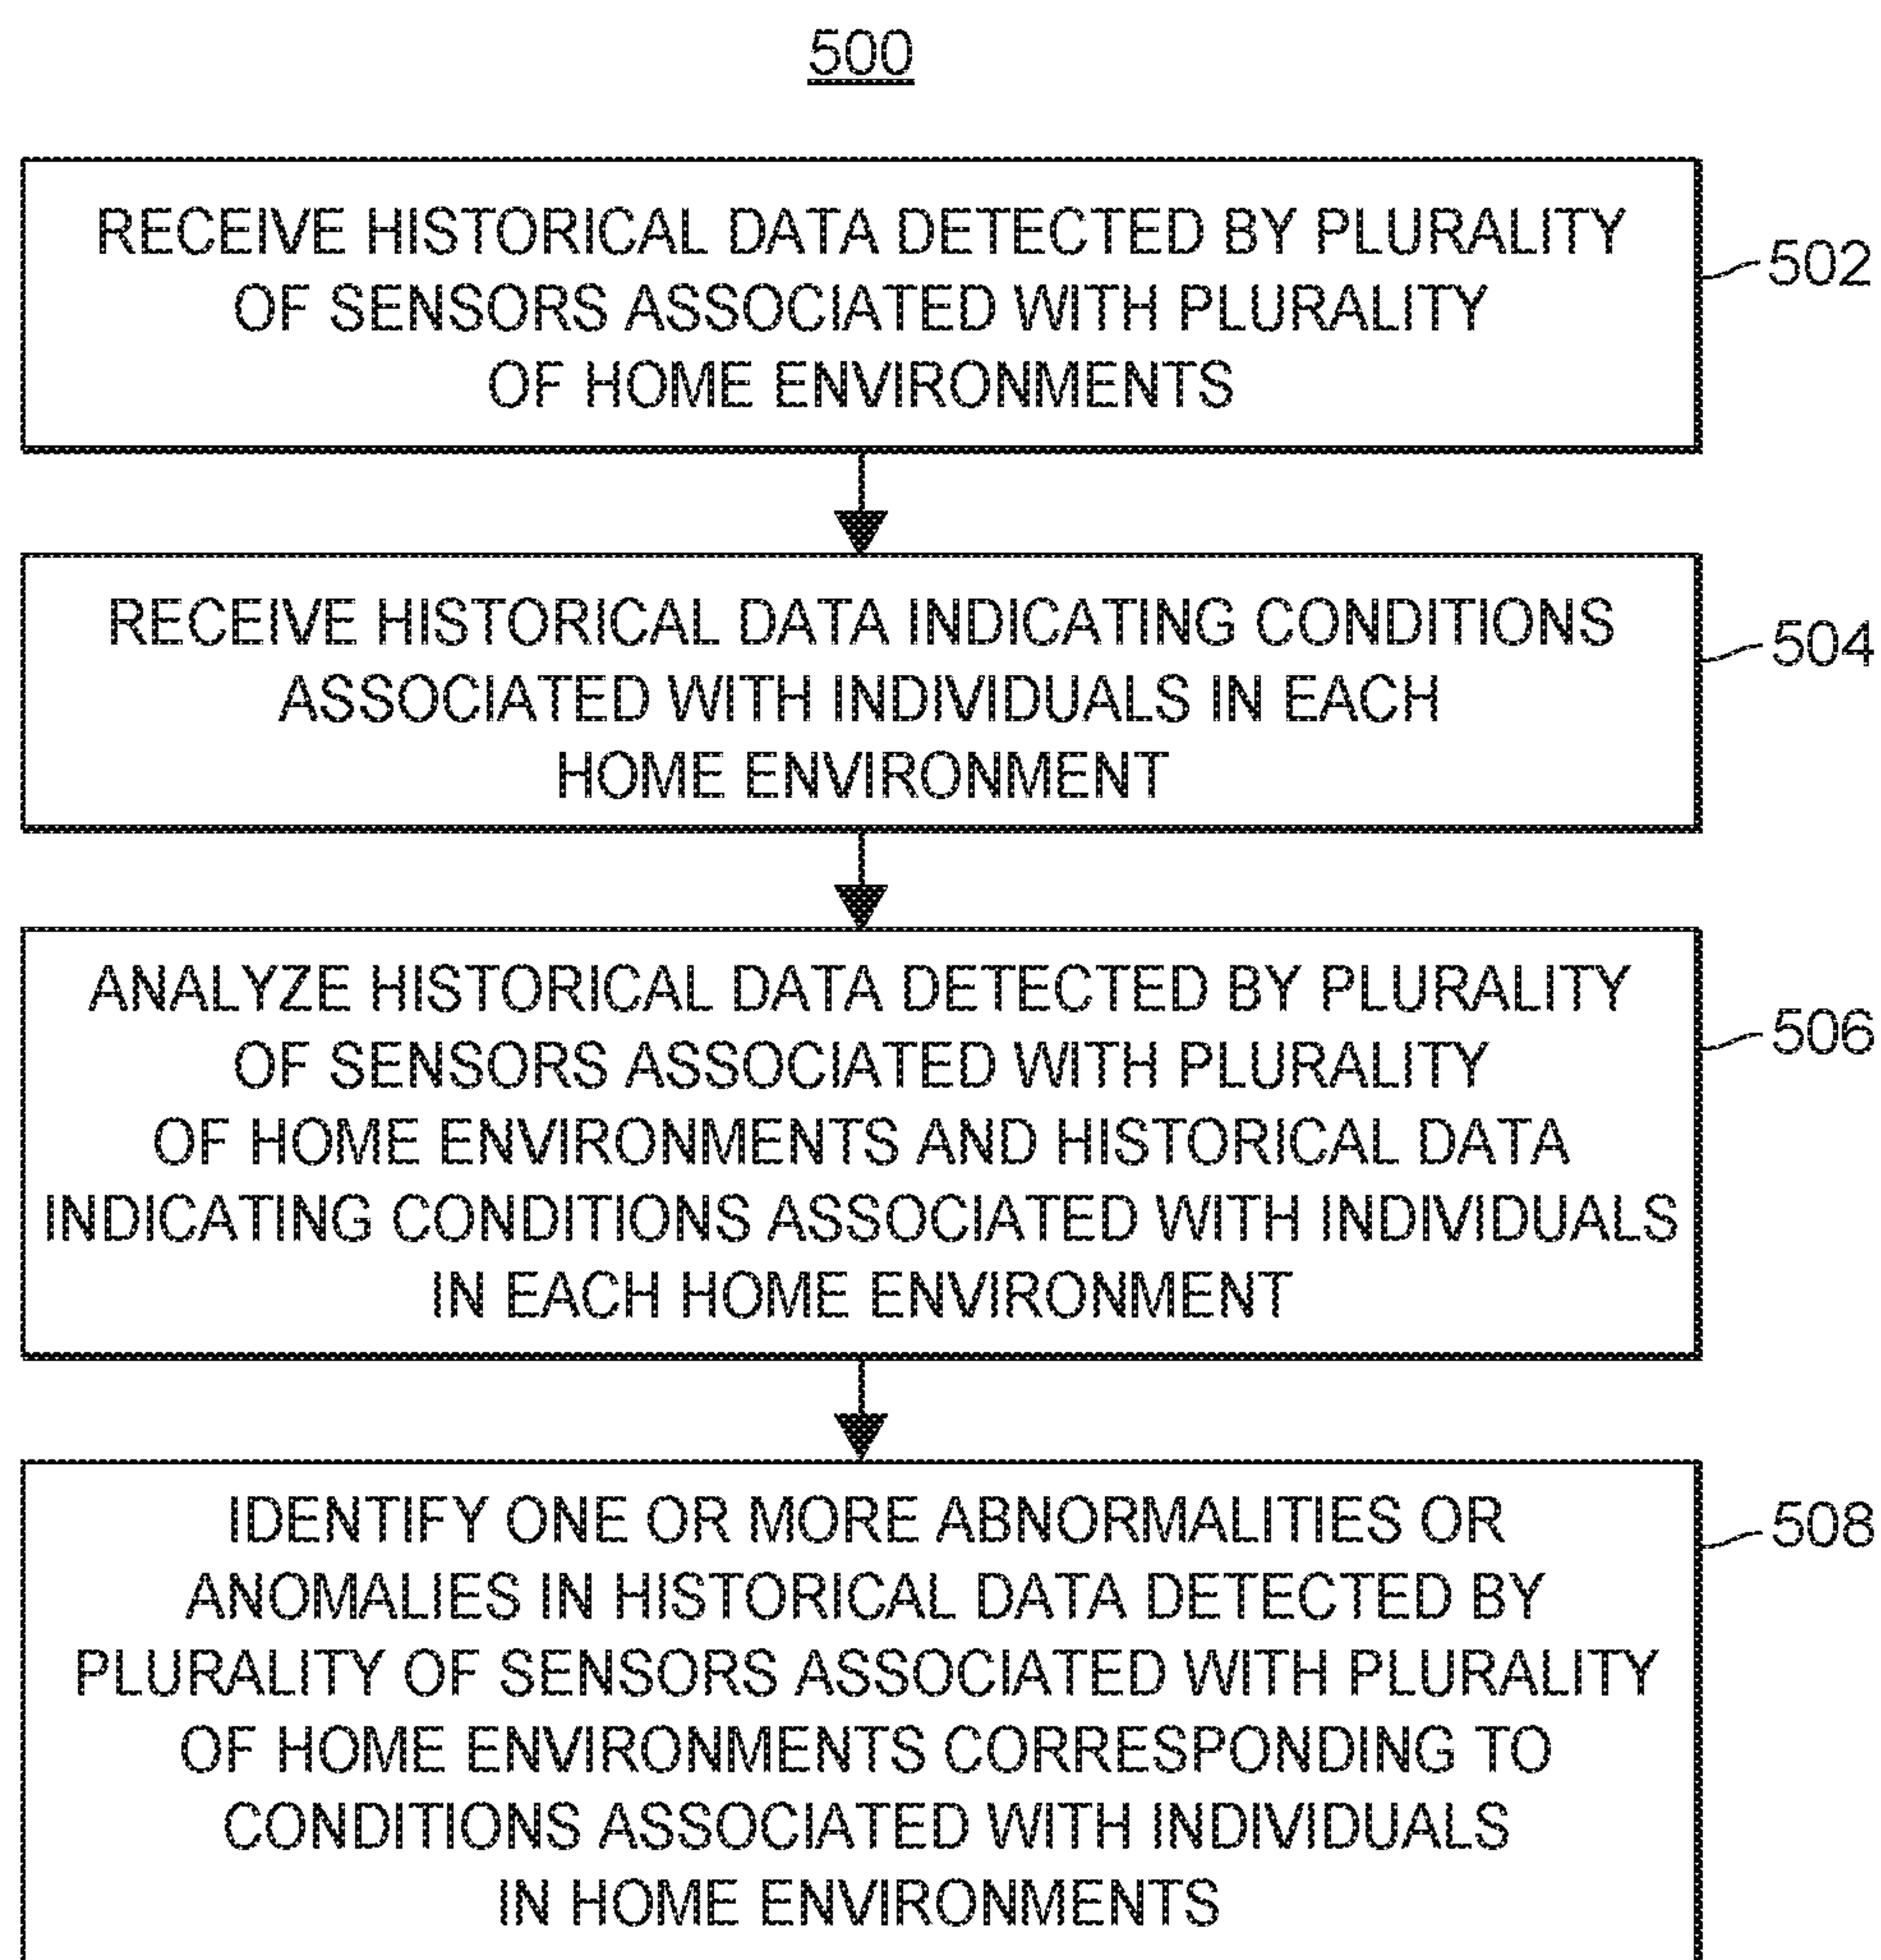 500
RECEIVE HISTORICAL DATA DETECTED BY PLURALITY
OF SENSORS ASSOCIATED WITH PLURALITY
OF HOME ENVIRONMENTS
502
RECEIVE HISTORICAL DATA INDICATING CONDITIONS
ASSOCIATED WITH INDIVIDUALS IN EACH
HOME ENVIRONMENT
504
ANALYZE HISTORICAL DATA DETECTED BY PLURALITY
OF SENSORS ASSOCIATED WITH PLURALITY
OF HOME ENVIRONMENTS AND HISTORICAL DATA
INDICATING CONDITIONS ASSOCIATED WITH INDIVIDUALS
IN EACH HOME ENVIRONMENT
506
IDENTIFY ONE OR MORE ABNORMALITIES OR
ANOMALIES IN HISTORICAL DATA DETECTED BY
PLURALITY OF SENSORS ASSOCIATED WITH PLURALITY
OF HOME ENVIRONMENTS CORRESPONDING TO
CONDITIONS ASSOCIATED WITH INDIVIDUALS
IN HOME ENVIRONMENTS
508